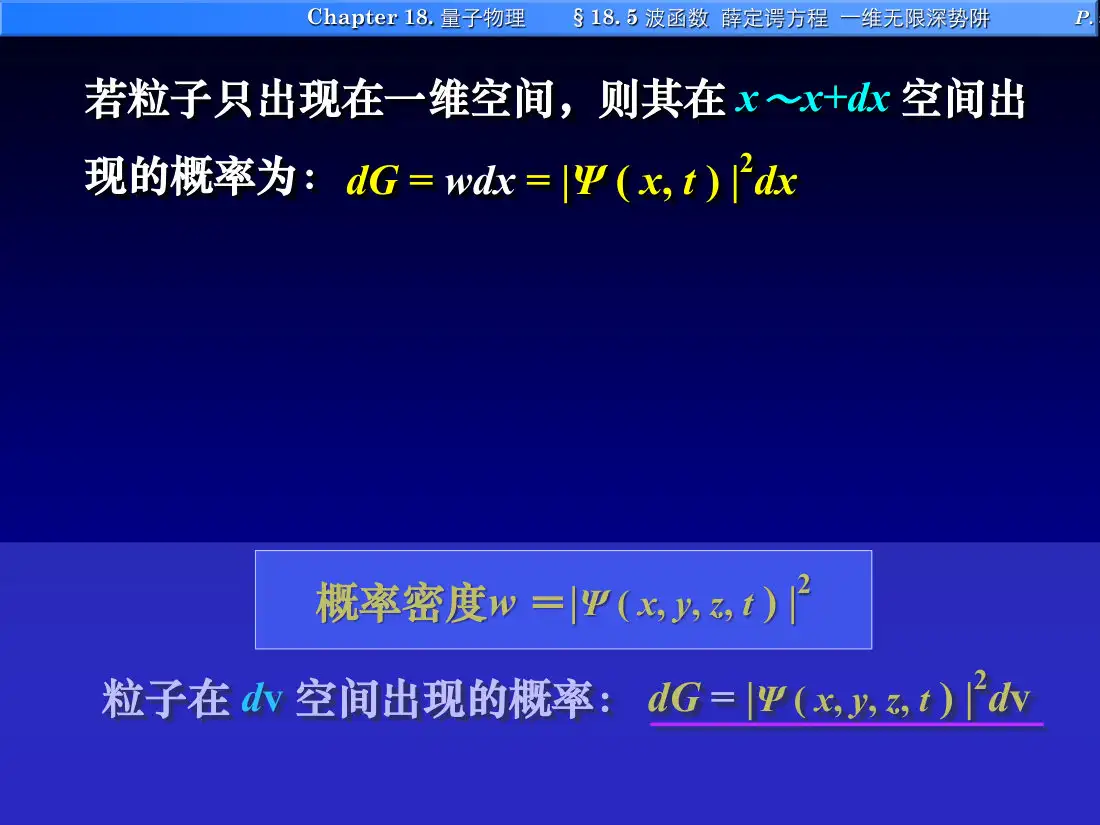 Chapter 18. 量子物理 § 18. 5 波函数 薛定谔方程 一维无限深势阱 P.
若粒子只出现在一维空间，则其在 x～x+dx 空间出
现的概率为： dG = wdx = |Ψ ( x, t ) |²dx
概率密度w ＝|Ψ ( x, y, z, t ) |²
粒子在 dv 空间出现的概率： dG = |Ψ ( x, y, z, t ) |²dv